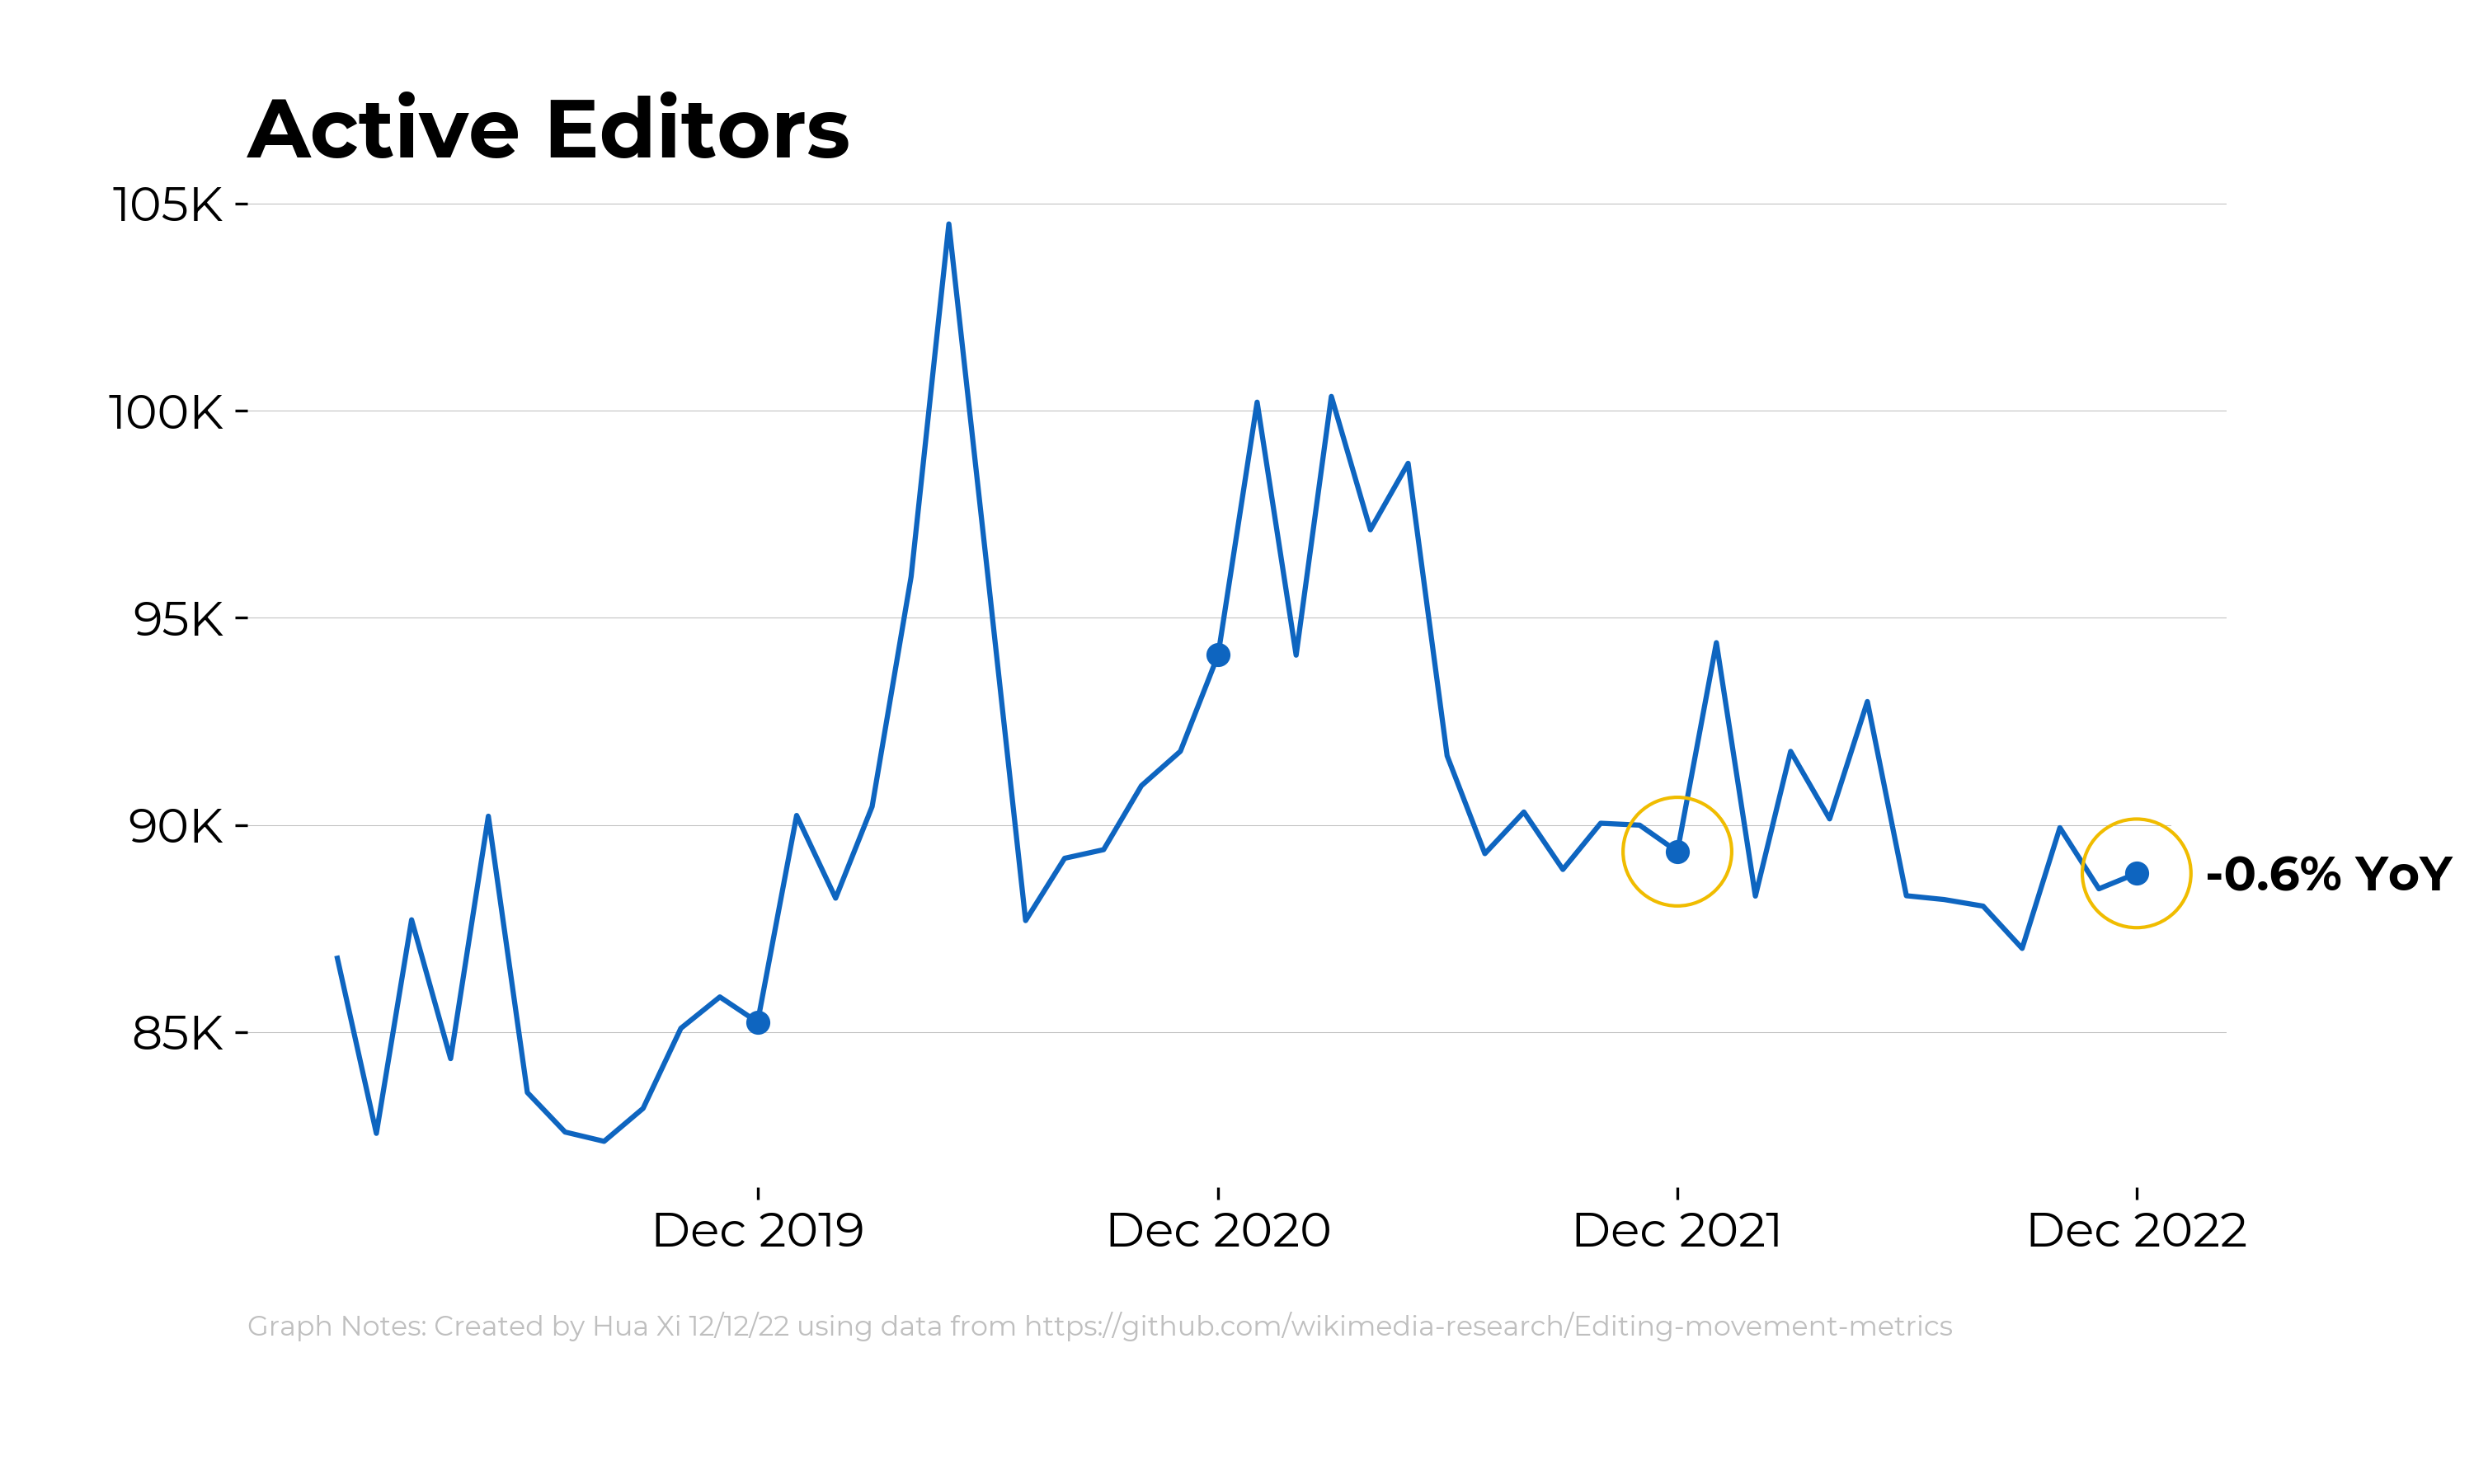 Active Editors
105K
100K
95K
90K
85K
-0.6% YoY
Dec 2019
Dec 2020
Dec 2021
Dec 2022
Graph Notes: Created by Hua Xi 12/12/22 using data from https://github.com/wikimedia-research/Editing-movement-metrics